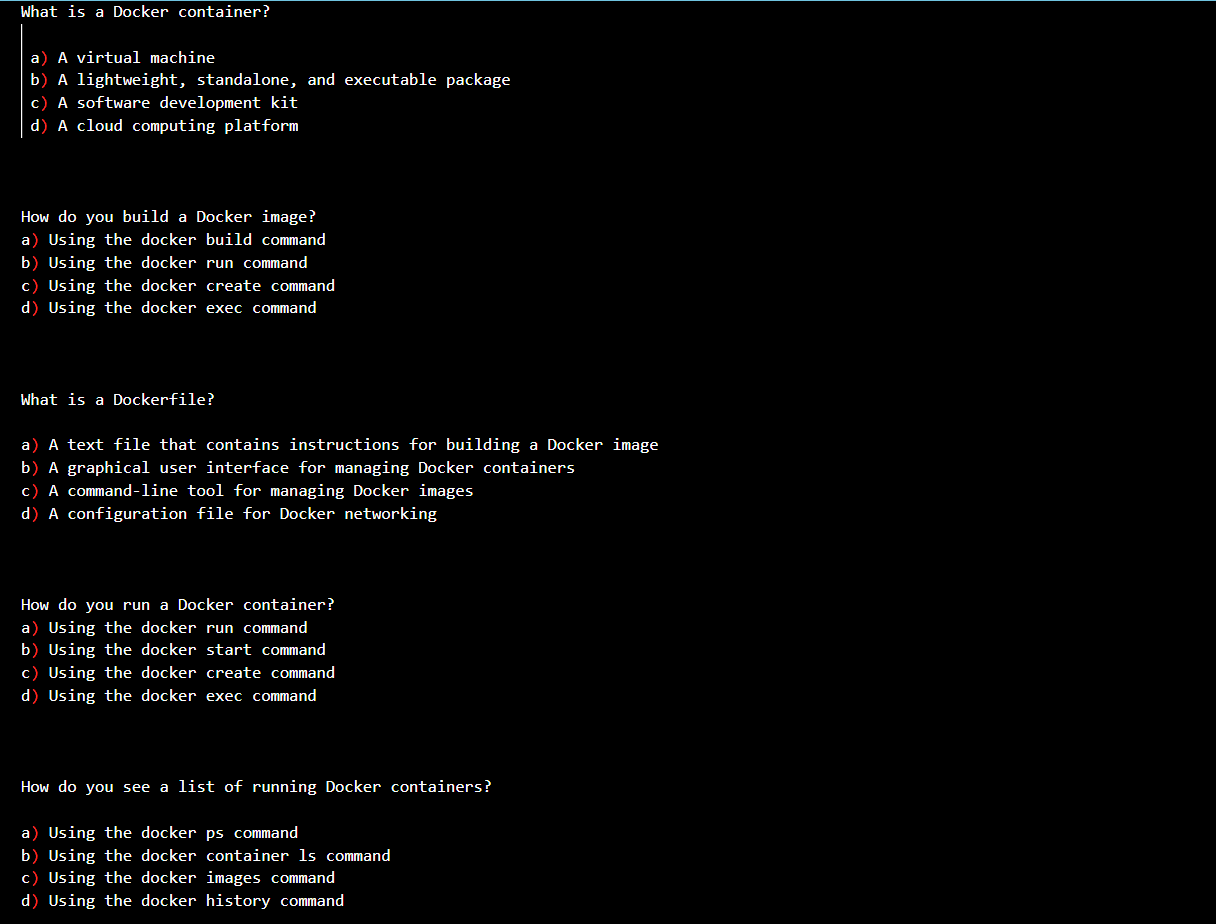 What is a Docker container?
a) A virtual machine
b) A lightweight, standalone, and executable package
c) A software development kit
d) A cloud computing platform
How do you build a Docker image?
a) Using the docker build command
b) Using the docker run command
c) Using the docker create command
d) Using the docker exec command
What is a Dockerfile?
a) A text file that contains instructions for building a Docker image
b) A graphical user interface for managing Docker containers
c) A command-line tool for managing Docker images
d) A configuration file for Docker networking
How do you run a Docker container?
a) Using the docker run command
b) Using the docker start command
c) Using the docker create command
d) Using the docker exec command
How do you see a list of running Docker containers?
a) Using the docker ps command
b) Using the docker container ls command
c) Using the docker images command
d) Using the docker history command